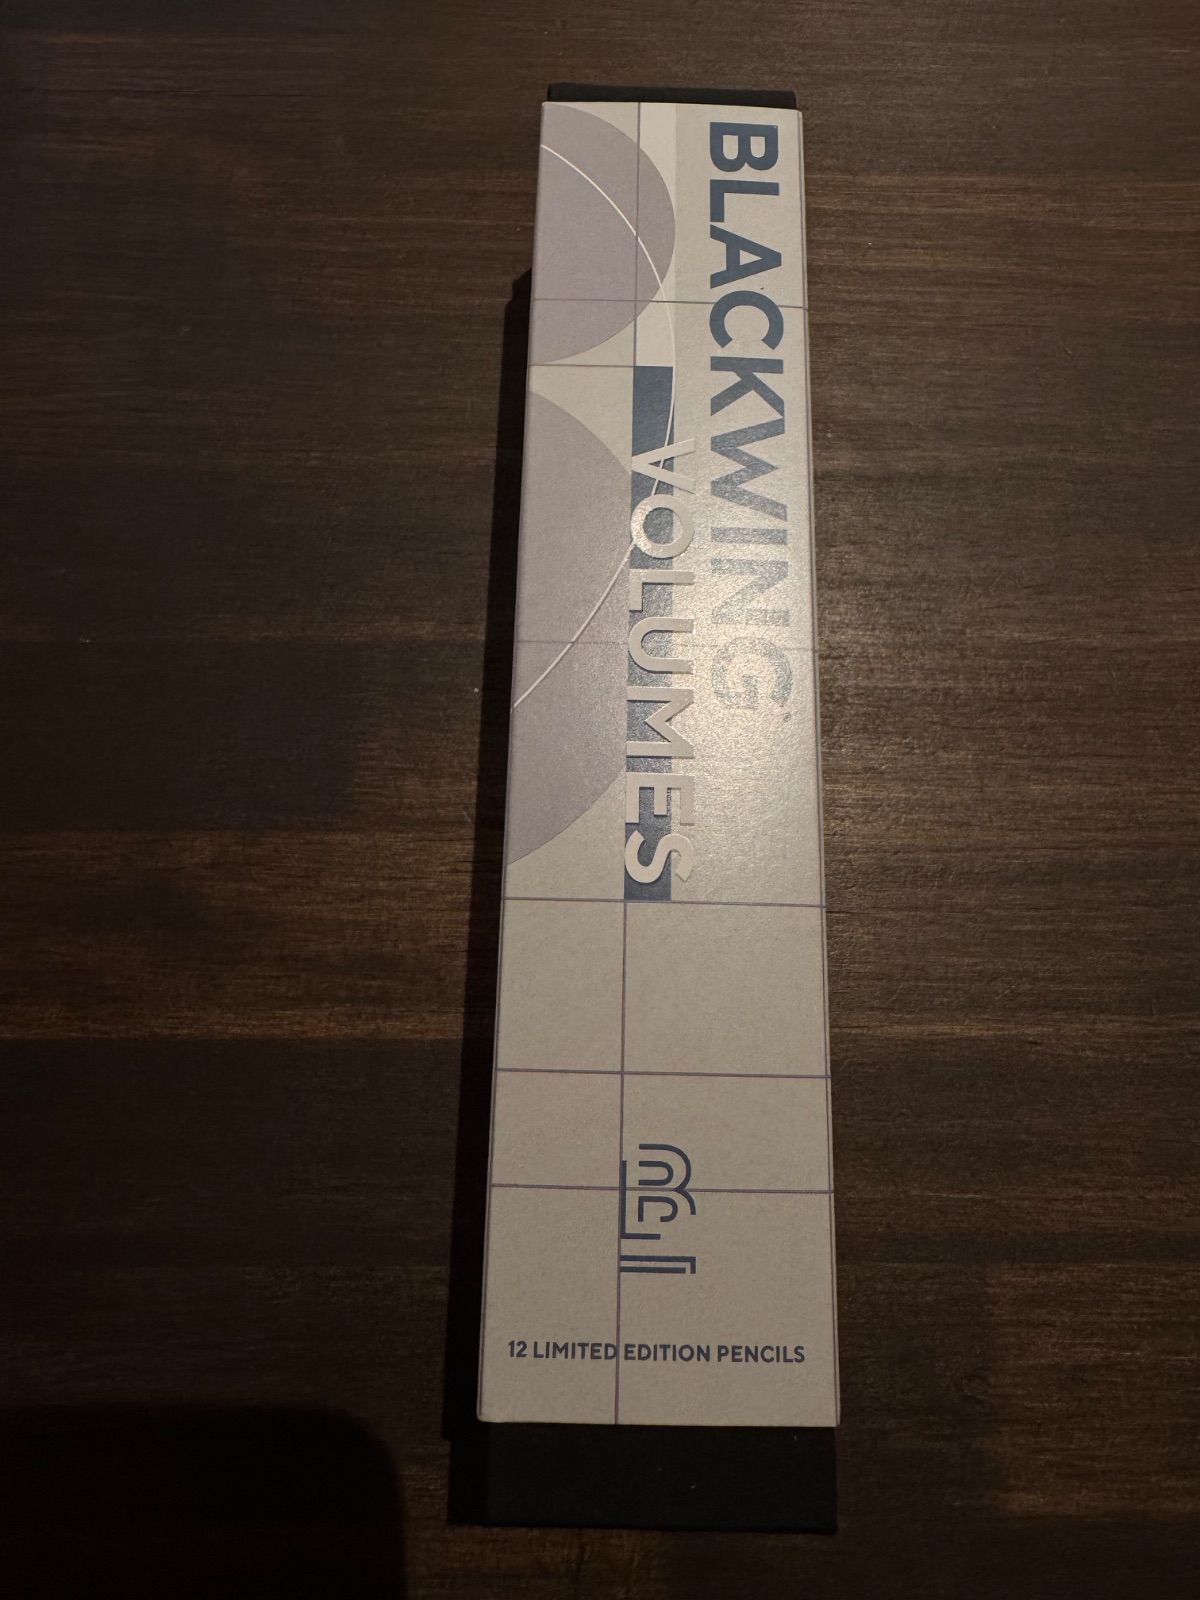 BLACKWING
VOLUMES
12 LIMITED EDITION PENCILS